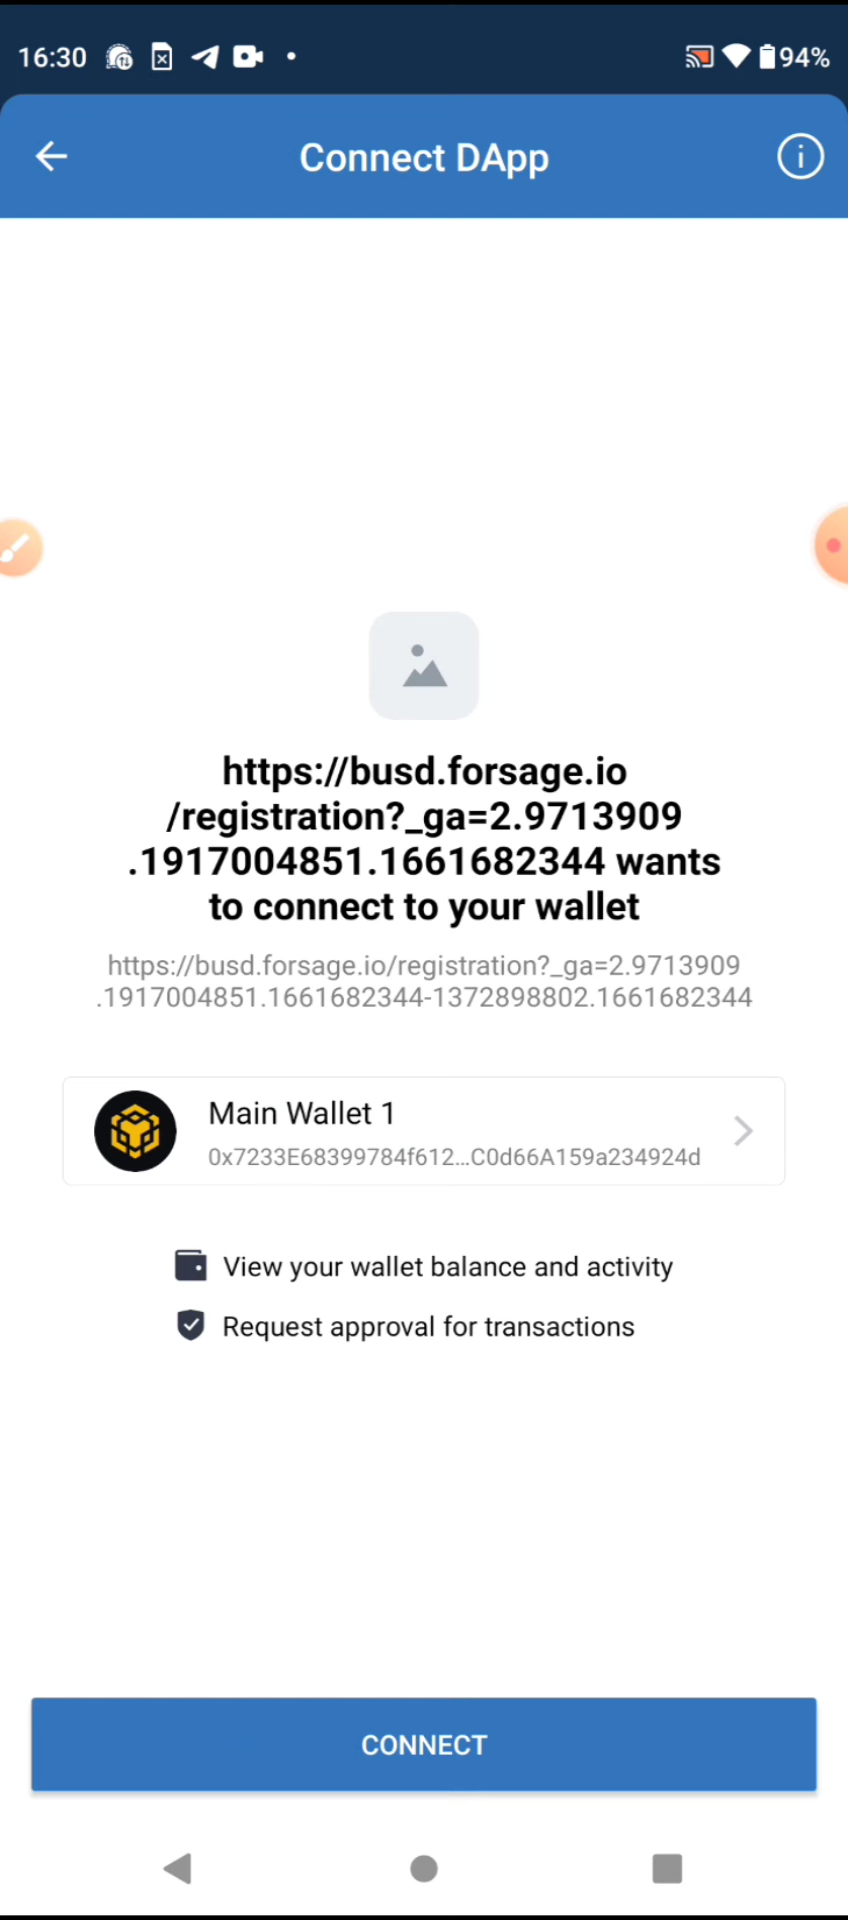 16:30
94%
Connect DApp
https://busd.forsage.io
/registration?_ga=2.9713909
.1917004851.1661682344 wants
to connect to your wallet
https://busd.forsage.io/registration?_ga=2.9713909
.1917004851.1661682344-1372898802.1661682344
Main Wallet 1
0x7233E68399784f612...C0d66A159a234924d
View your wallet balance and activity
Request approval for transactions
CONNECT